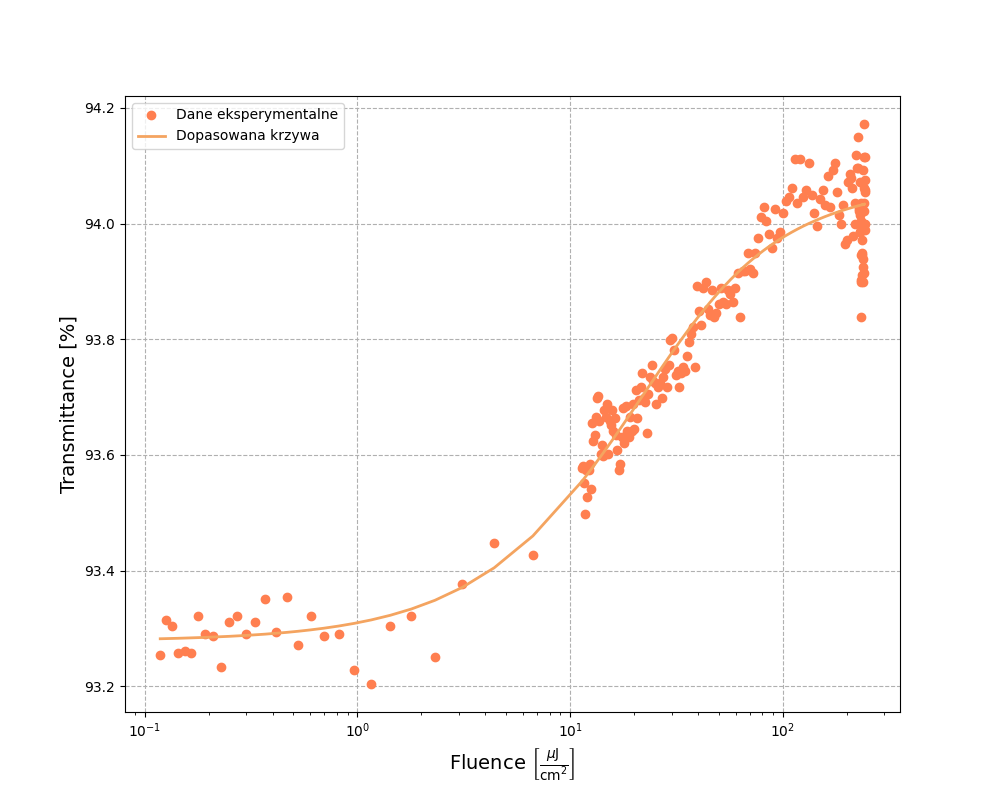 94.2
94.0
93.8
93.6
93.4
93.2
Transmittance [%]
Dane eksperymentalne
Dopasowana krzywa
10⁻¹ 10⁰ 10¹ 10²
Fluence [μJ/cm²]